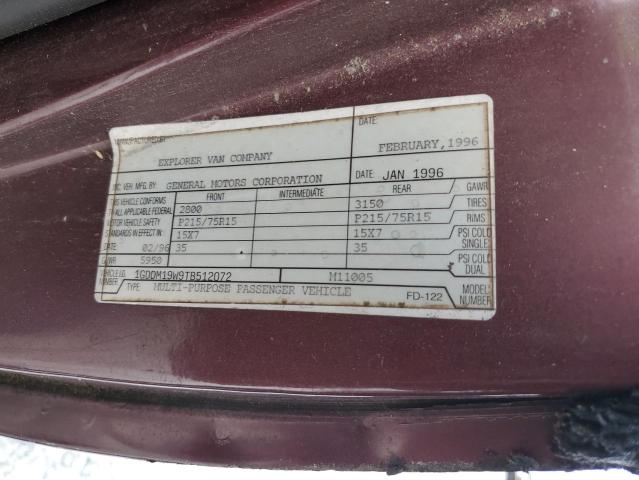 MANUFACTURED BY DATE:
EXPLORER VAN COMPANY FEBRUARY, 1996
INC. VEH. MFG. BY: GENERAL MOTORS CORPORATION DATE: JAN 1996
THIS VEHICLE CONFORMS FRONT INTERMEDIATE REAR GAWR
TO ALL APPLICABLE FEDERAL 2800 3150 TIRES
MOTOR VEHICLE SAFETY P215/75R15 P215/75R15 RIMS
STANDARDS IN EFFECT IN: 15X7 15X7 PSI COLD SINGLE
DATE: 02/96 35 35 PSI COLD DUAL
GVWR 5950
VEHICLE I.D. NUMBER 1GDDM19W9TB512072 M11005 MODEL NUMBER
TYPE: MULTI-PURPOSE PASSENGER VEHICLE FD-122